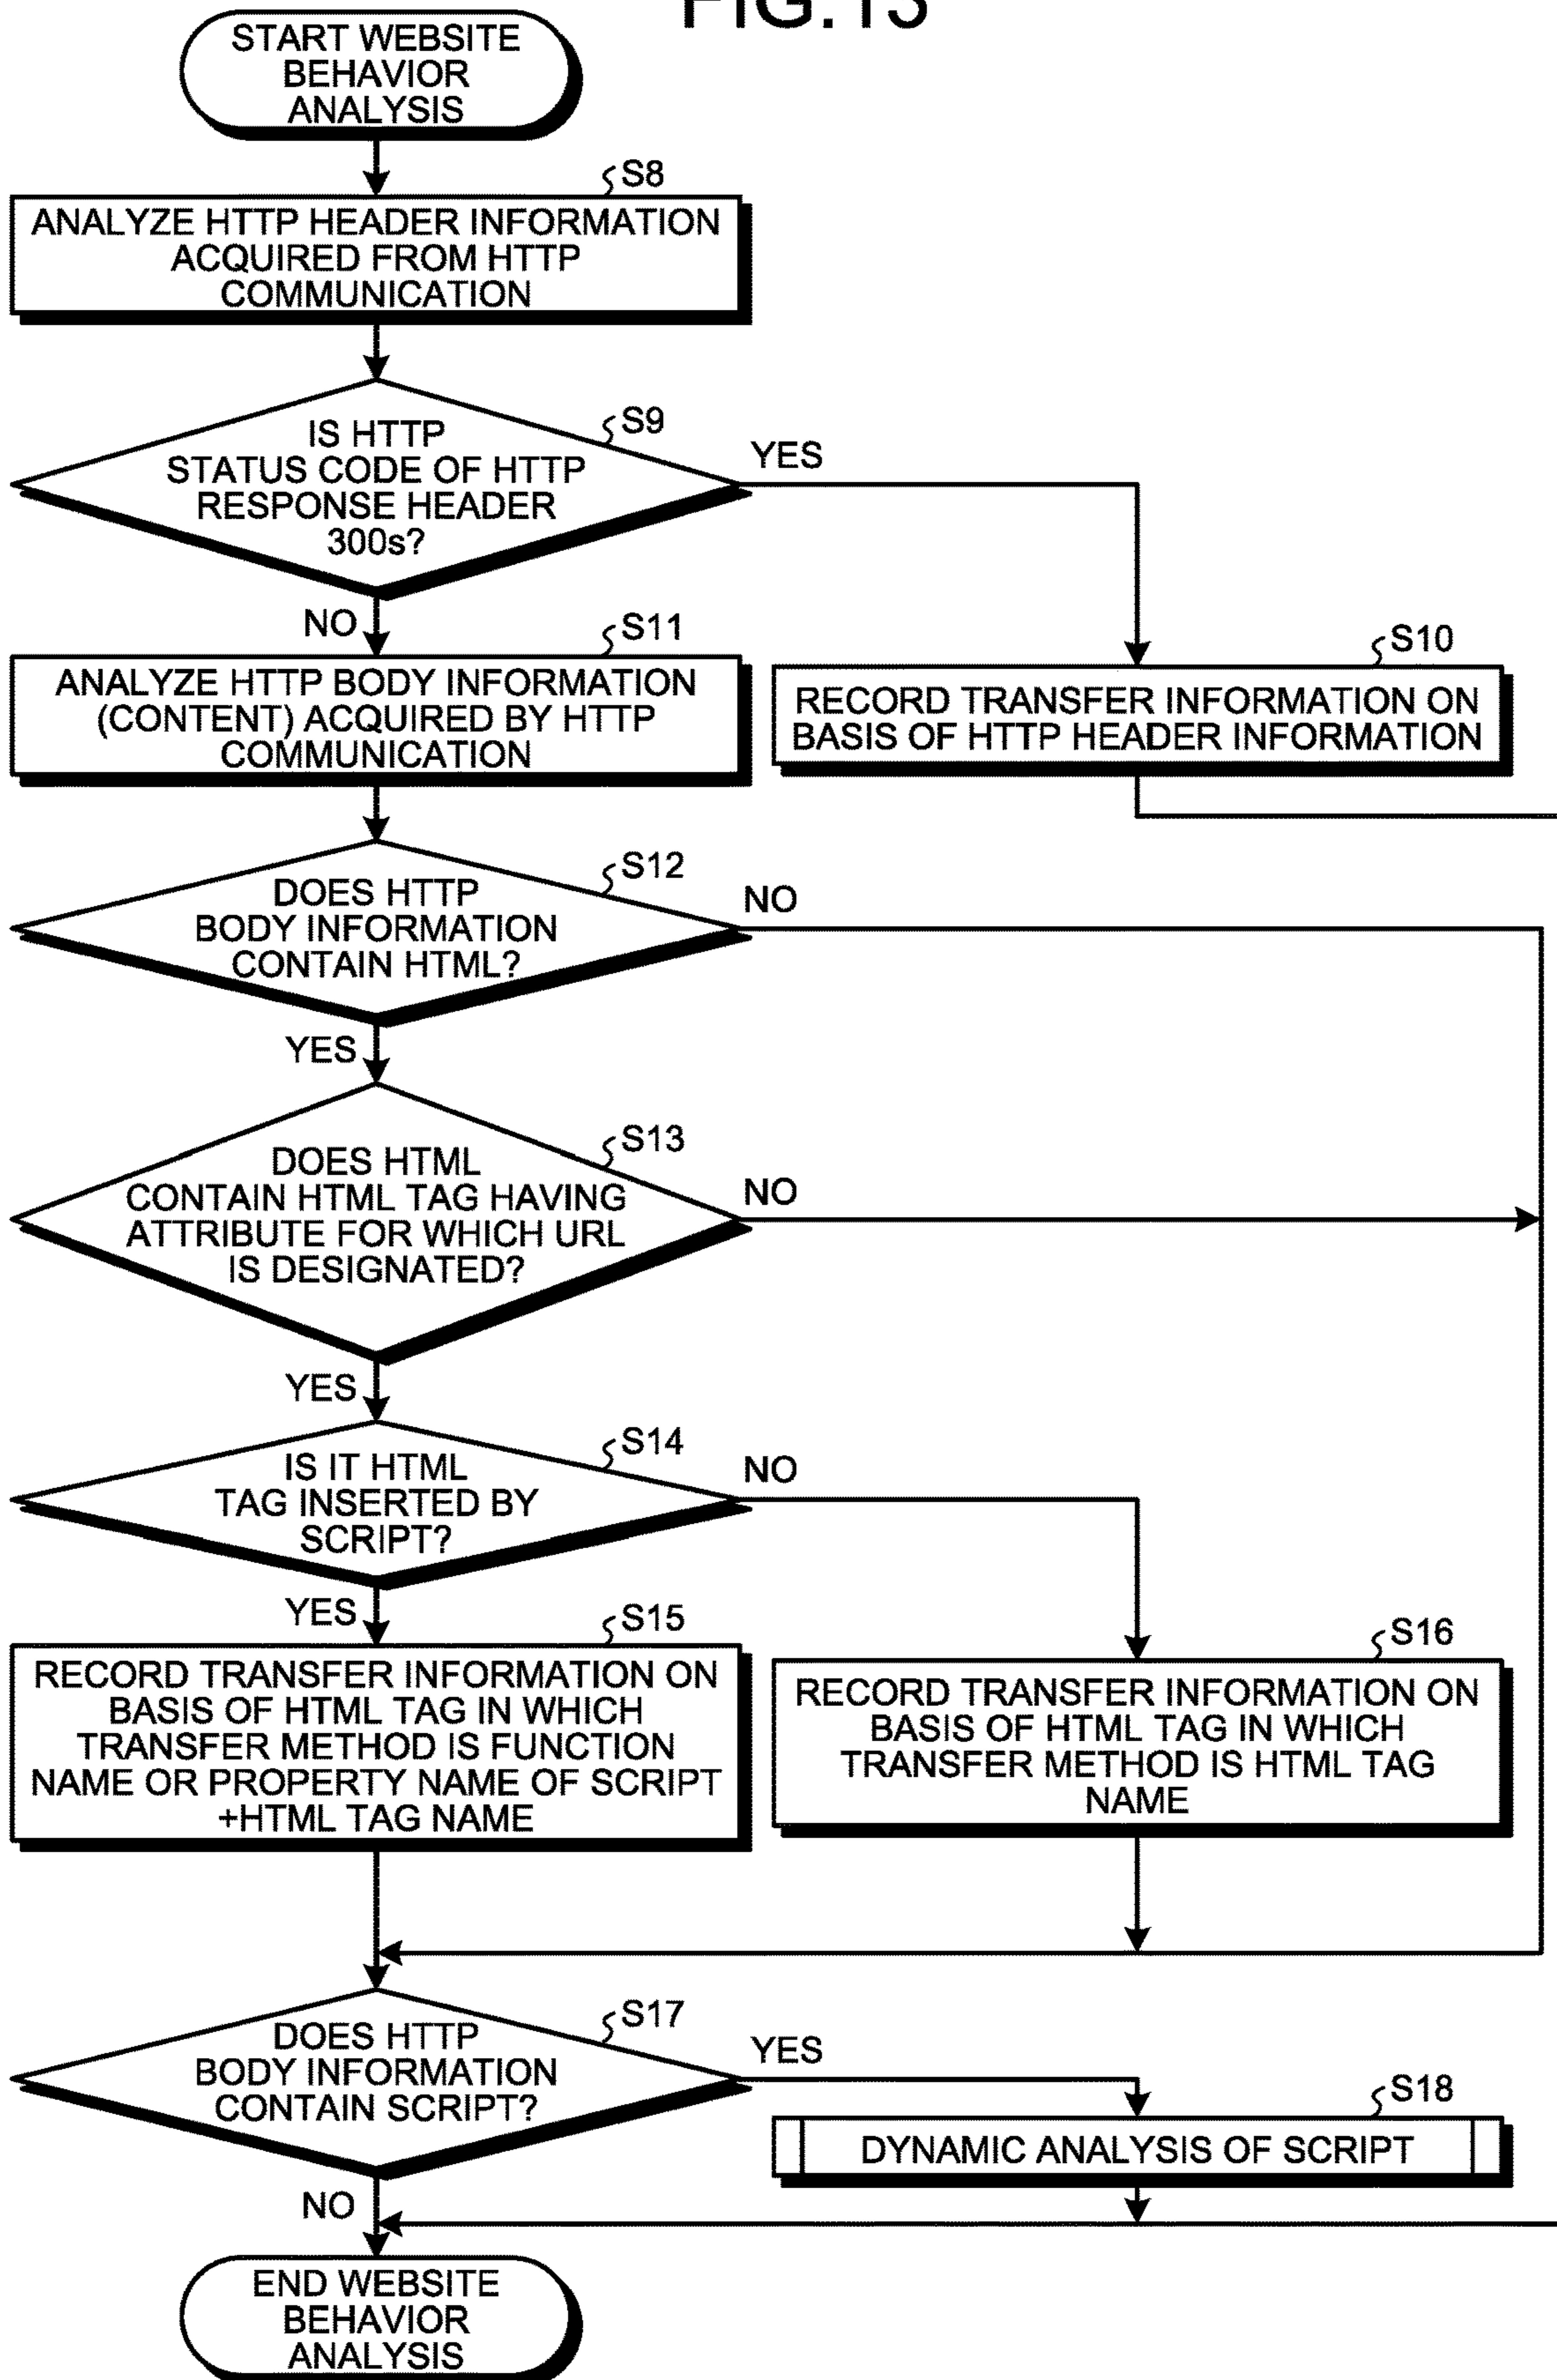 FIG.13
START WEBSITE
BEHAVIOR
ANALYSIS
S8
ANALYZE HTTP HEADER INFORMATION
ACQUIRED FROM HTTP
COMMUNICATION
S9
IS HTTP
STATUS CODE OF HTTP
RESPONSE HEADER
300s?
YES
NO
S11
ANALYZE HTTP BODY INFORMATION
(CONTENT) ACQUIRED BY HTTP
COMMUNICATION
S10
RECORD TRANSFER INFORMATION ON
BASIS OF HTTP HEADER INFORMATION
S12
DOES HTTP
BODY INFORMATION
CONTAIN HTML?
NO
YES
S13
DOES HTML
CONTAIN HTML TAG HAVING
ATTRIBUTE FOR WHICH URL
IS DESIGNATED?
NO
YES
S14
IS IT HTML
TAG INSERTED BY
SCRIPT?
NO
YES
S15
RECORD TRANSFER INFORMATION ON
BASIS OF HTML TAG IN WHICH
TRANSFER METHOD IS FUNCTION
NAME OR PROPERTY NAME OF SCRIPT
+HTML TAG NAME
S16
RECORD TRANSFER INFORMATION ON
BASIS OF HTML TAG IN WHICH
TRANSFER METHOD IS HTML TAG
NAME
S17
DOES HTTP
BODY INFORMATION
CONTAIN SCRIPT?
YES
S18
DYNAMIC ANALYSIS OF SCRIPT
NO
END WEBSITE
BEHAVIOR
ANALYSIS